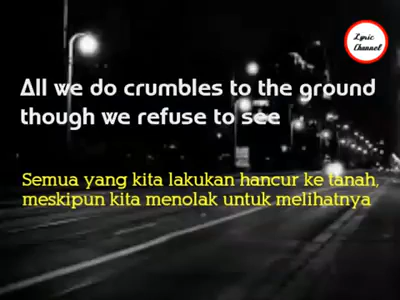 Lyric
Channel
All we do crumbles to the ground
though we refuse to see
Semua yang kita lakukan hancur ke tanah,
meskipun kita menolak untuk melihatnya